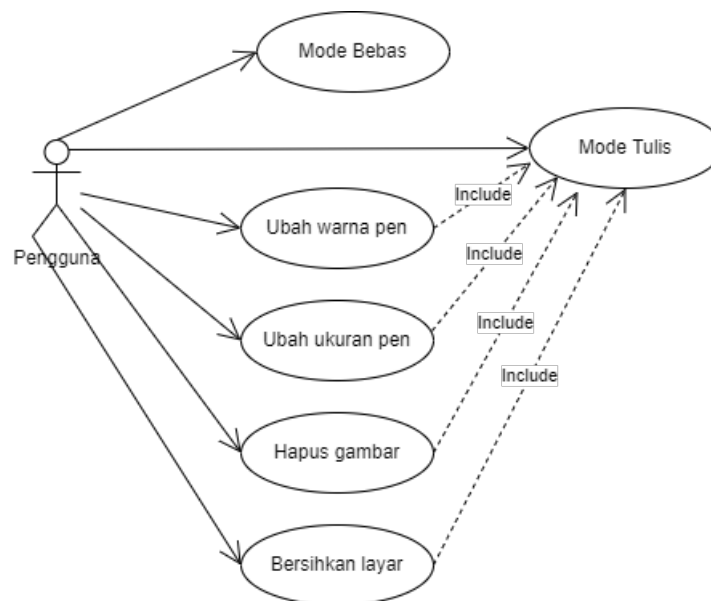 Mode Bebas
Mode Tulis
Include
Ubah warna pen
Include
Pengguna
Ubah ukuran pen
Include
Include
Hapus gambar
Bersihkan layar